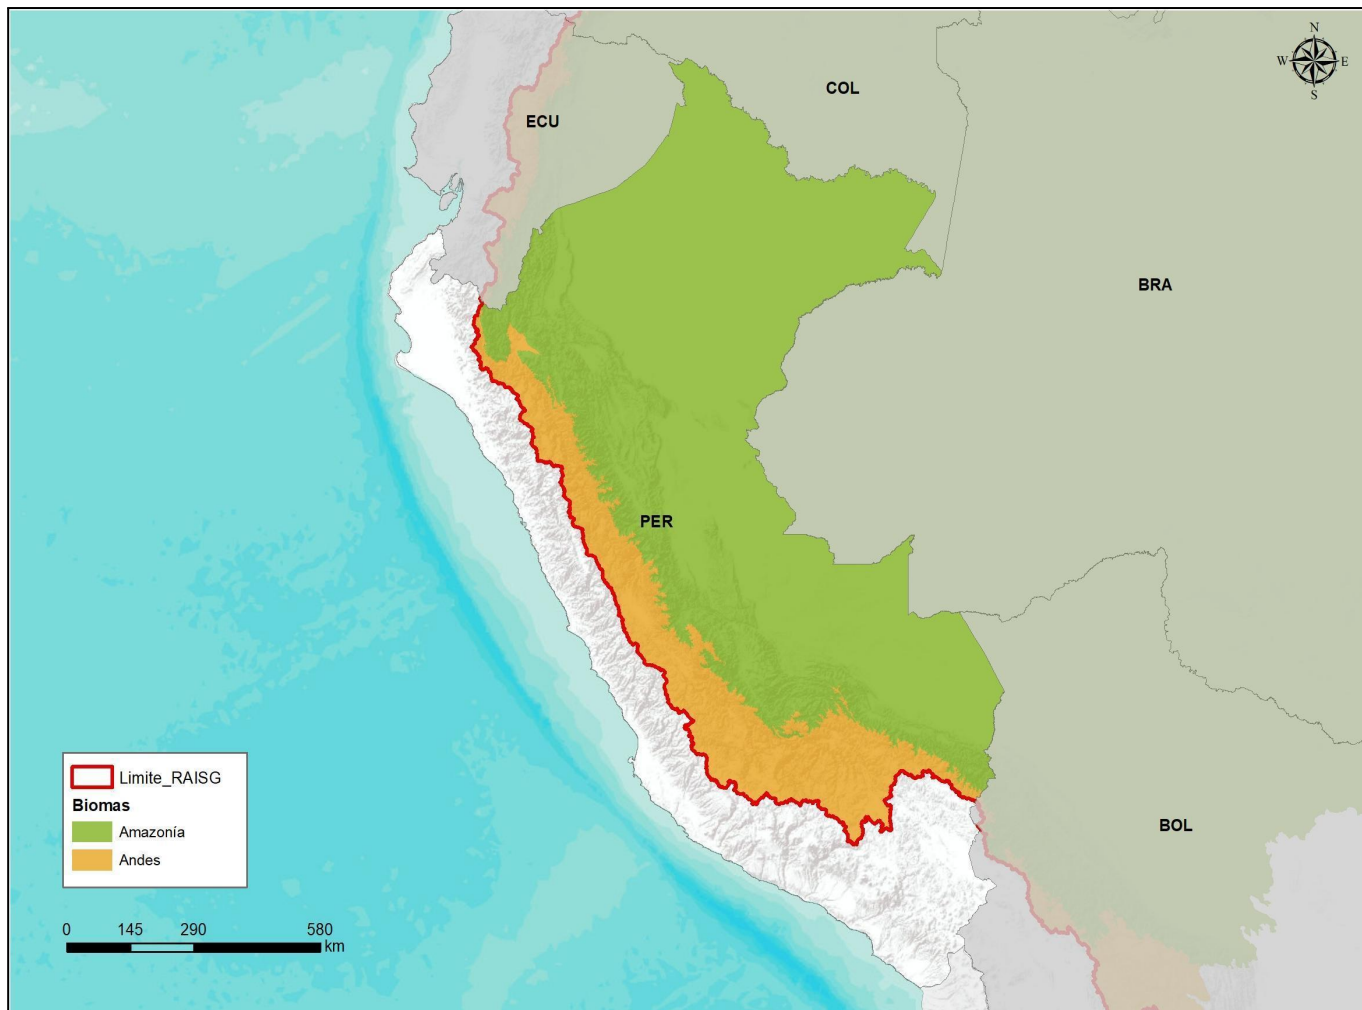 N
W E
S
COL
ECU
BRA
PER
BOL
Limite_RAISG
Biomas
Amazonía
Andes
0 145 290 580
km